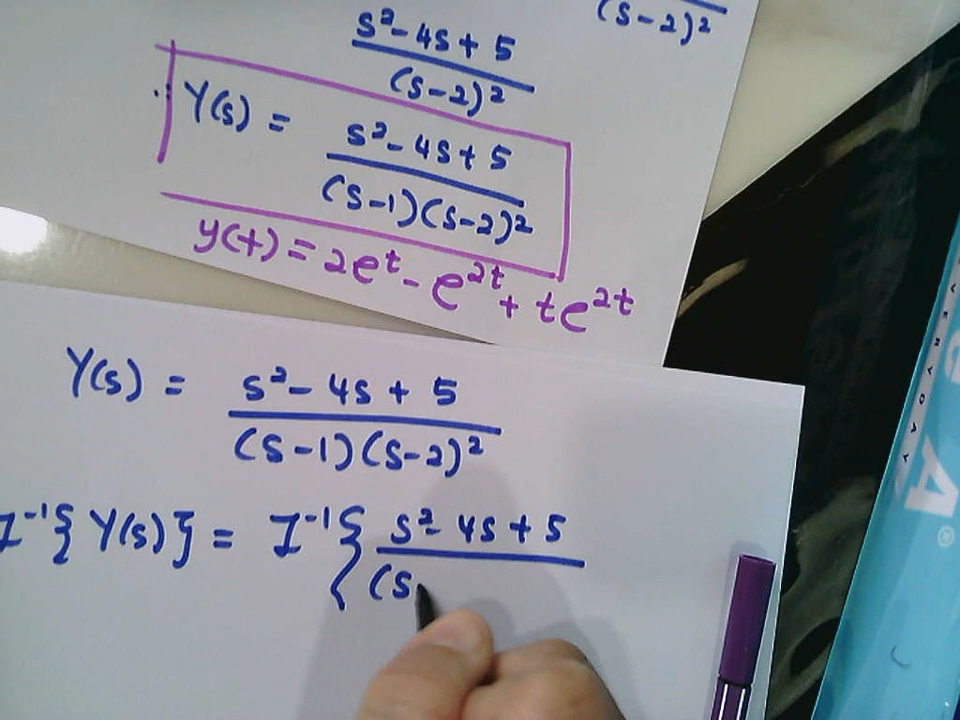 (s-2)²
s²-4s+5
(s-2)²
∴ Y(s) = s²-4s+5
(s-1)(s-2)²
y(t) = 2eᵗ - e²ᵗ + te²ᵗ
Y(s) = s²-4s+5
(s-1)(s-2)²
I⁻¹{Y(s)} = I⁻¹{ s²-4s+5
(s